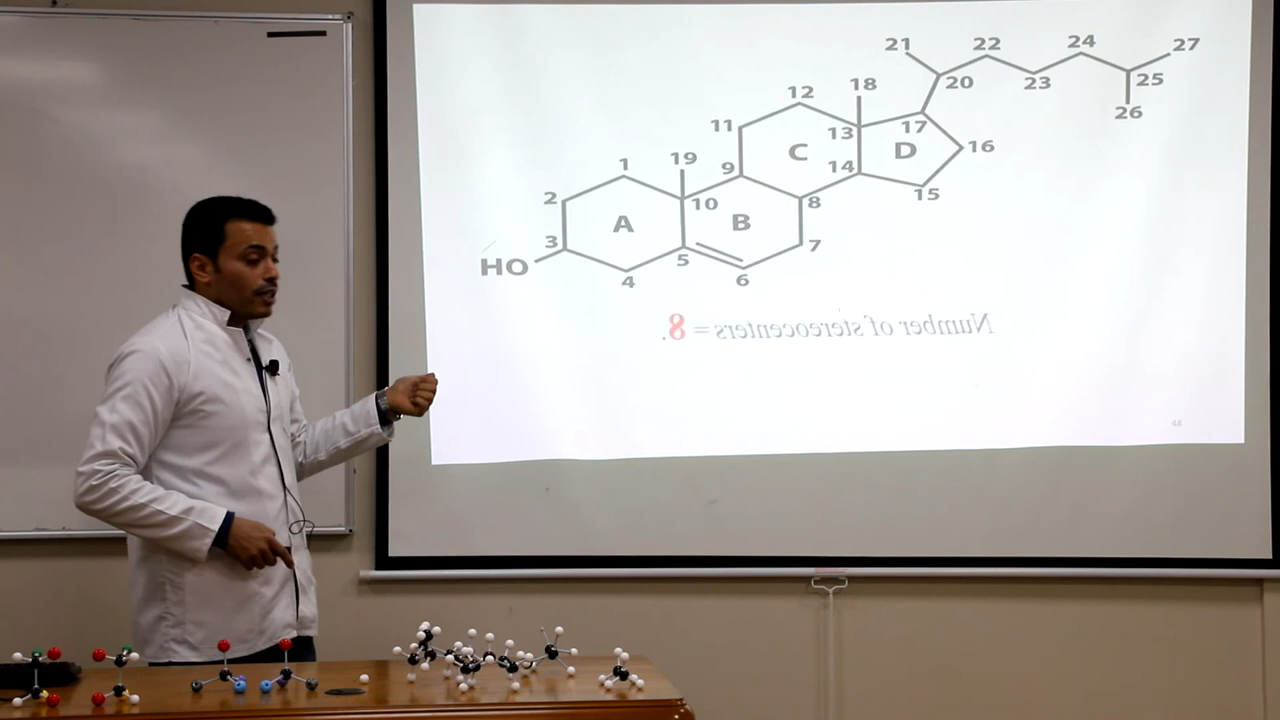 21 22 24 27
20 23 25
26
12 18
11 13 17
C D 16
1 19 9 14
2 10 8 15
A B
3 5 7
HO 4 6
Number of stereocenters = 8.
48